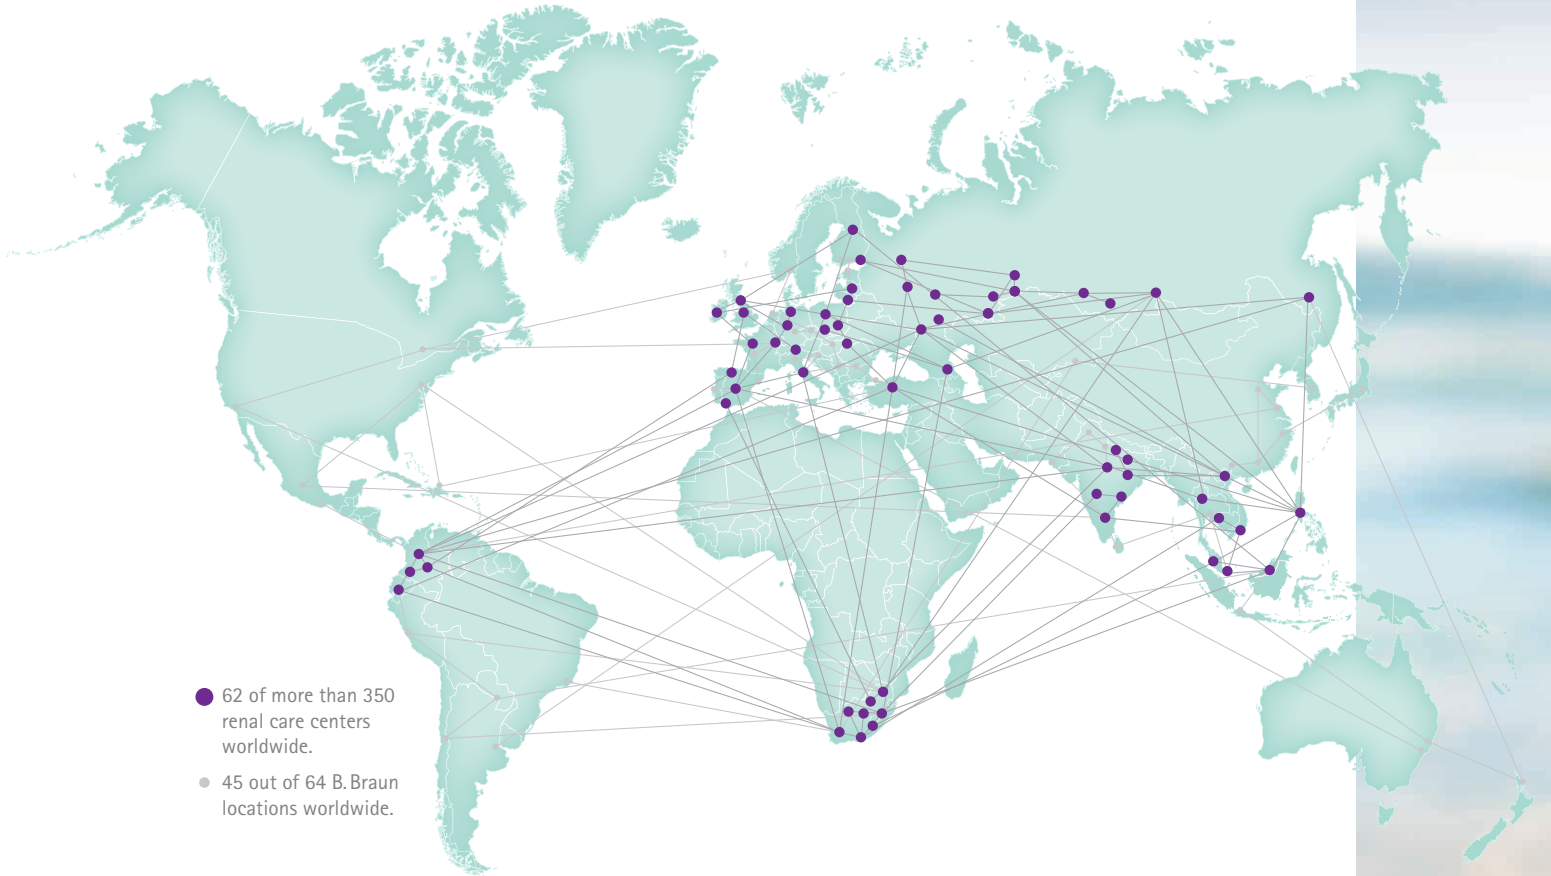 62 of more than 350
renal care centers
worldwide.
45 out of 64 B. Braun
locations worldwide.